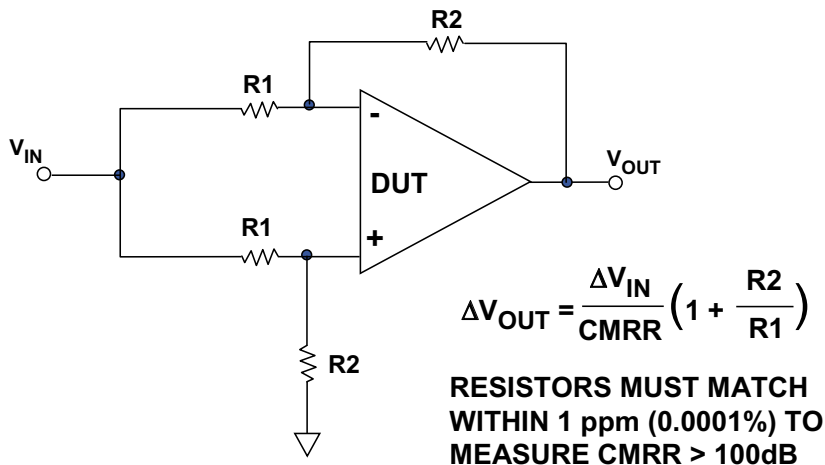 R2
R1
V_IN
-
DUT
V_OUT
R1
+
ΔV_OUT = ΔV_IN / CMRR (1 + R2 / R1)
R2
RESISTORS MUST MATCH
WITHIN 1 ppm (0.0001%) TO
MEASURE CMRR > 100dB